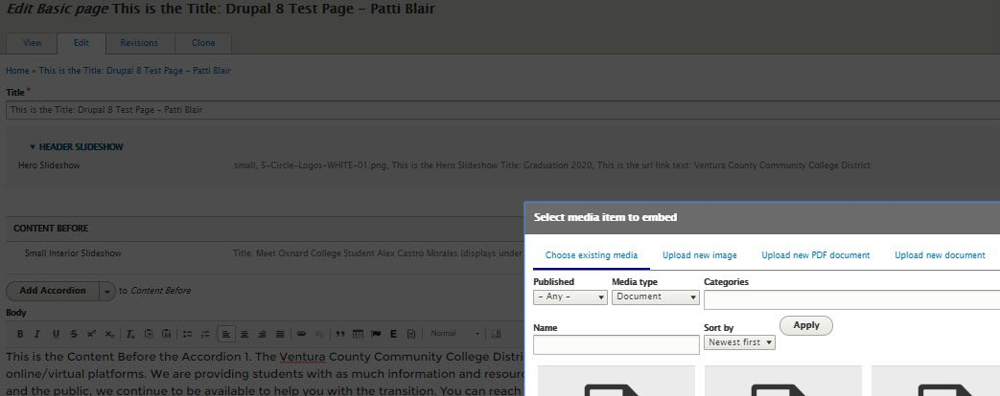 Edit Basic page This is the Title: Drupal 8 Test Page - Patti Blair
View Edit Revisions Clone
Home » This is the Title: Drupal 8 Test Page - Patti Blair
Title *
This is the Title: Drupal 8 Test Page - Patti Blair
▼ HEADER SLIDESHOW
Hero Slideshow small, 5-Circle-Logos-WHITE-01.png, This is the Hero Slideshow Title: Graduation 2020, This is the url link text: Ventura County Community College District
CONTENT BEFORE
Small Interior Slideshow Title: Meet Oxnard College Student Alex Castro Morales (displays under
Add Accordion to Content Before
Body
B I U S x² x₂ Ix E Normal
This is the Content Before the Accordion 1. The Ventura County Community College Distri
online/virtual platforms. We are providing students with as much information and resourc
and the public, we continue to be available to help you with the transition. You can reach
Select media item to embed
Choose existing media Upload new image Upload new PDF document Upload new document
Published Media type Categories
- Any - Document
Name Sort by Apply
Newest first